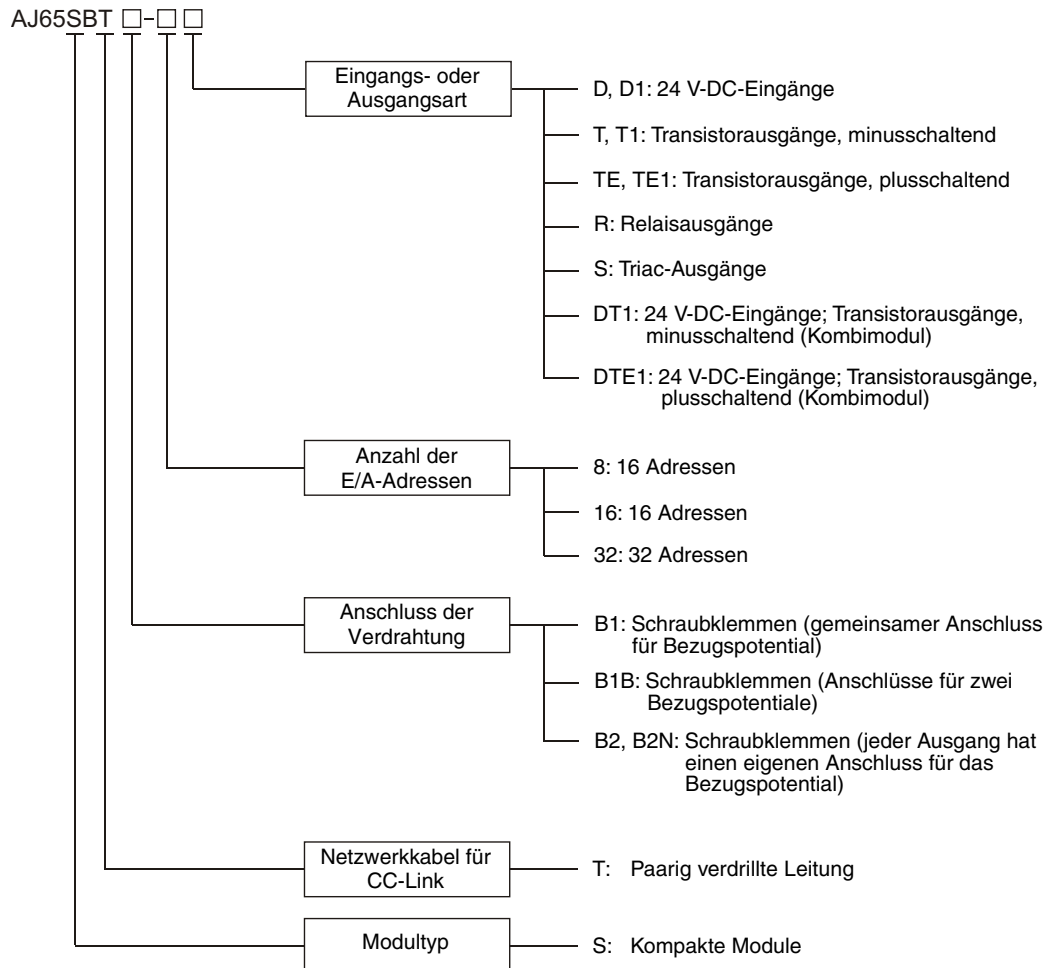 AJ65SBT □-□ □
Eingangs- oder
Ausgangsart
D, D1: 24 V-DC-Eingänge
T, T1: Transistorausgänge, minusschaltend
TE, TE1: Transistorausgänge, plusschaltend
R: Relaisausgänge
S: Triac-Ausgänge
DT1: 24 V-DC-Eingänge; Transistorausgänge,
minusschaltend (Kombimodul)
DTE1: 24 V-DC-Eingänge; Transistorausgänge,
plusschaltend (Kombimodul)
Anzahl der
E/A-Adressen
8: 16 Adressen
16: 16 Adressen
32: 32 Adressen
Anschluss der
Verdrahtung
B1: Schraubklemmen (gemeinsamer Anschluss
für Bezugspotential)
B1B: Schraubklemmen (Anschlüsse für zwei
Bezugspotentiale)
B2, B2N: Schraubklemmen (jeder Ausgang hat
einen eigenen Anschluss für das
Bezugspotential)
Netzwerkkabel für
CC-Link
T: Paarig verdrillte Leitung
Modultyp
S: Kompakte Module